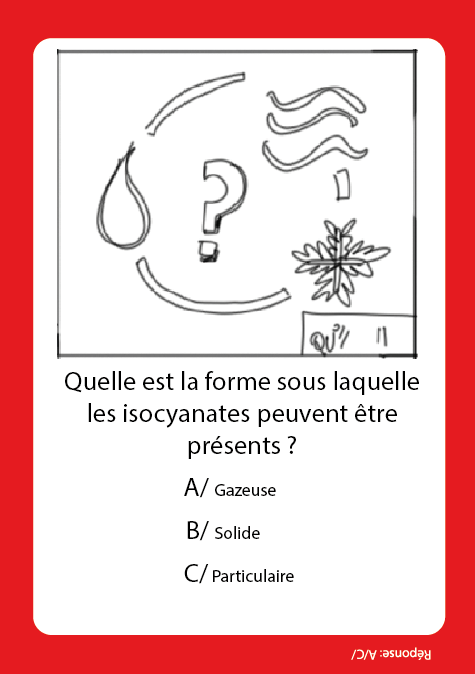 ?
Quelle est la forme sous laquelle
les isocyanates peuvent être
présents ?
A/ Gazeuse
B/ Solide
C/ Particulaire
Réponse: A/C/